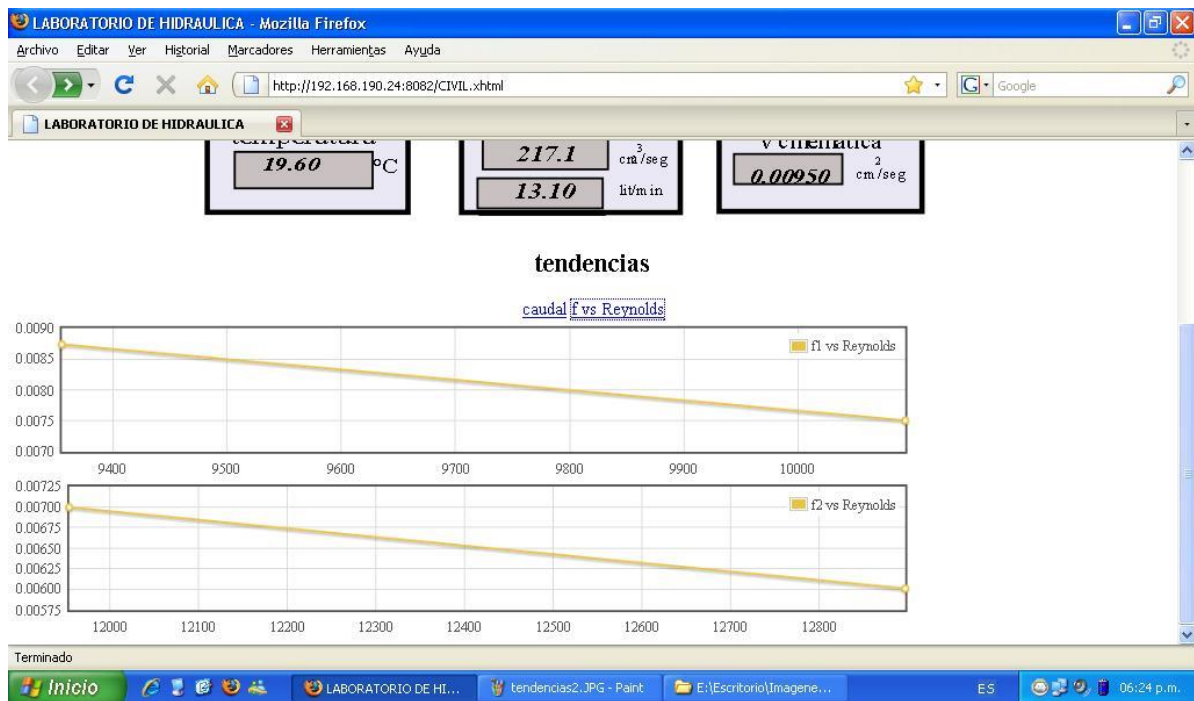 LABORATORIO DE HIDRAULICA - Mozilla Firefox
Archivo Editar Ver Historial Marcadores Herramientas Ayuda
http://192.168.190.24:8082/CIVIL.xhtml
G Google
LABORATORIO DE HIDRAULICA
temperatura
19.60 °C
217.1 cm³/seg
13.10 lit/min
v cinematica
0.00950 cm²/seg
tendencias
caudal f vs Reynolds
f1 vs Reynolds
0.0090
0.0085
0.0080
0.0075
0.0070
9400 9500 9600 9700 9800 9900 10000
f2 vs Reynolds
0.00725
0.00700
0.00675
0.00650
0.00625
0.00600
0.00575
12000 12100 12200 12300 12400 12500 12600 12700 12800
Terminado
Inicio
LABORATORIO DE HI...
tendencias2.JPG - Paint
E:\Escritorio\Imagene...
ES
06:24 p.m.